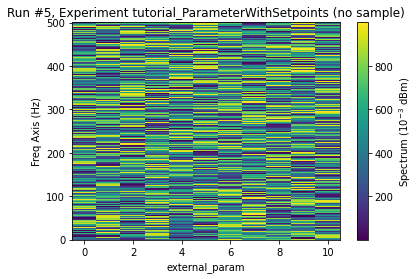 Run #5, Experiment tutorial_ParameterWithSetpoints (no sample)
500
400
300
200
100
0
Freq Axis (Hz)
0 2 4 6 8 10
external_param
800
600
400
200
Spectrum (10⁻³ dBm)